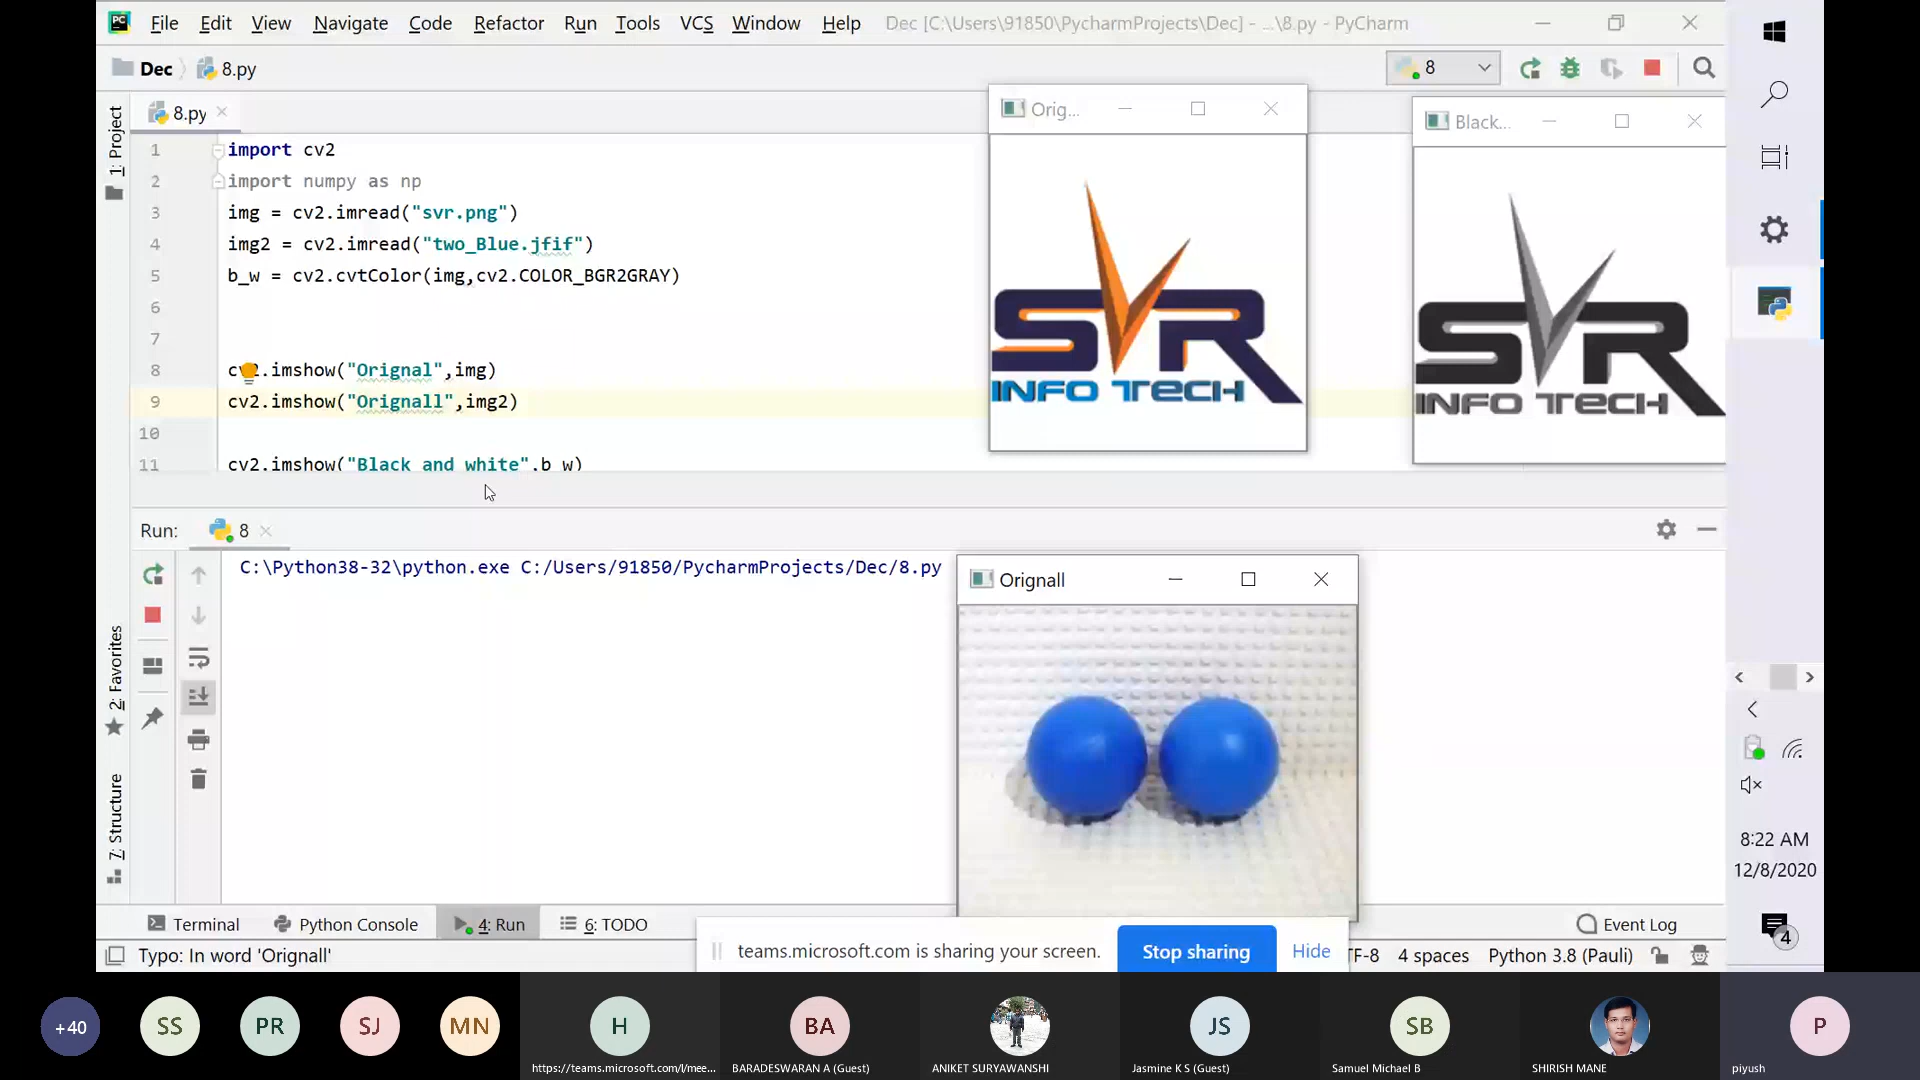 File Edit View Navigate Code Refactor Run Tools VCS Window Help Dec [C:\Users\91850\PycharmProjects\Dec] - ...\8.py - PyCharm
Dec 8.py 8
8.py
1: Project
2: Favorites
7: Structure
1 import cv2
2 import numpy as np
3 img = cv2.imread("svr.png")
4 img2 = cv2.imread("two_Blue.jfif")
5 b_w = cv2.cvtColor(img,cv2.COLOR_BGR2GRAY)
6
7
8 cv2.imshow("Orignal",img)
9 cv2.imshow("Orignall",img2)
10
11 cv2.imshow("Black and white",b_w)
Orig...
SVR
INFO TECH
Black...
SVR
INFO TECH
Run: 8
C:\Python38-32\python.exe C:/Users/91850/PycharmProjects/Dec/8.py
Orignall
8:22 AM
12/8/2020
4
Terminal Python Console 4: Run 6: TODO Event Log
Typo: In word 'Orignall'
teams.microsoft.com is sharing your screen. Stop sharing Hide
TF-8 4 spaces Python 3.8 (Pauli)
+40 SS PR SJ MN H BA JS SB P
https://teams.microsoft.com/l/mee... BARADESWARAN A (Guest) ANIKET SURYAWANSHI Jasmine K S (Guest) Samuel Michael B SHIRISH MANE piyush